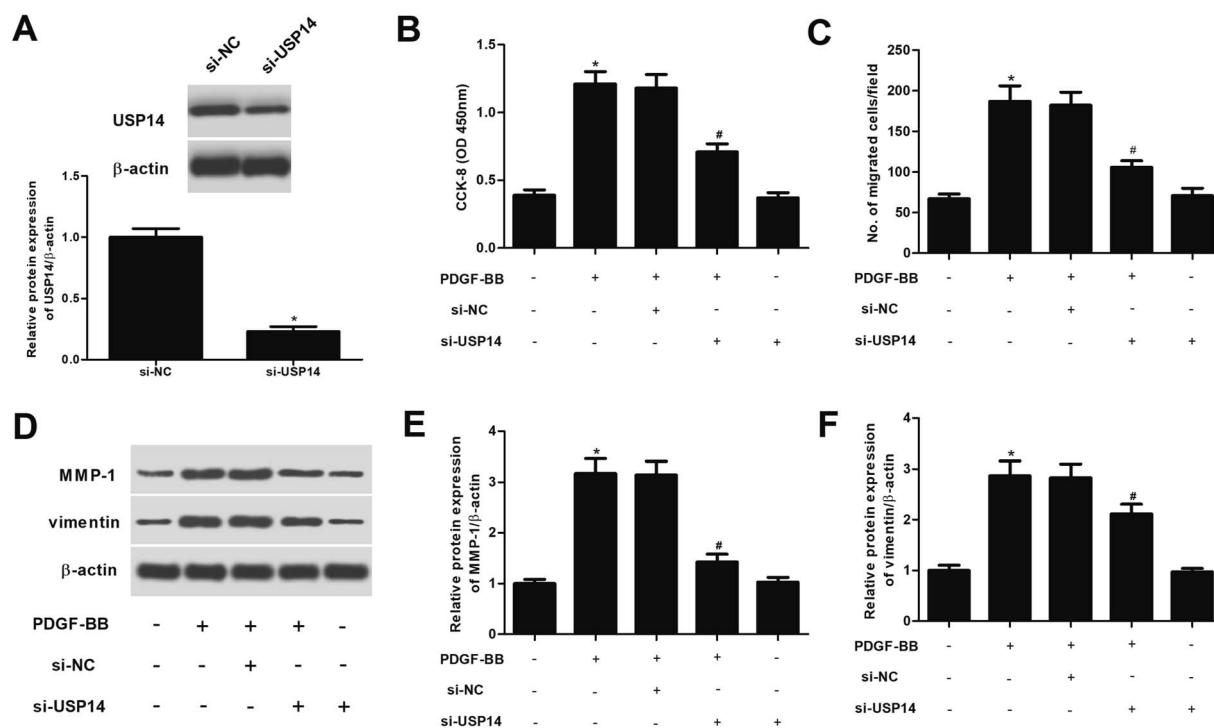 A
si-NC si-USP14
USP14
β-actin
Relative protein expression
of USP14/β-actin
1.5
1.0
0.5
0.0
*
si-NC si-USP14
B
CCK-8 (OD 450nm)
1.5
1.0
0.5
0.0
* #
PDGF-BB - + + + -
si-NC - - + - -
si-USP14 - - - + +
C
No. of migrated cells/field
250
200
150
100
50
0
* #
PDGF-BB - + + + -
si-NC - - + - -
si-USP14 - - - + +
D
MMP-1
vimentin
β-actin
PDGF-BB - + + + -
si-NC - - + - -
si-USP14 - - - + +
E
Relative protein expression
of MMP-1/β-actin
4
3
2
1
0
* #
PDGF-BB - + + + -
si-NC - - + - -
si-USP14 - - - + +
F
Relative protein expression
of vimentin/β-actin
4
3
2
1
0
* #
PDGF-BB - + + + -
si-NC - - + - -
si-USP14 - - - + +